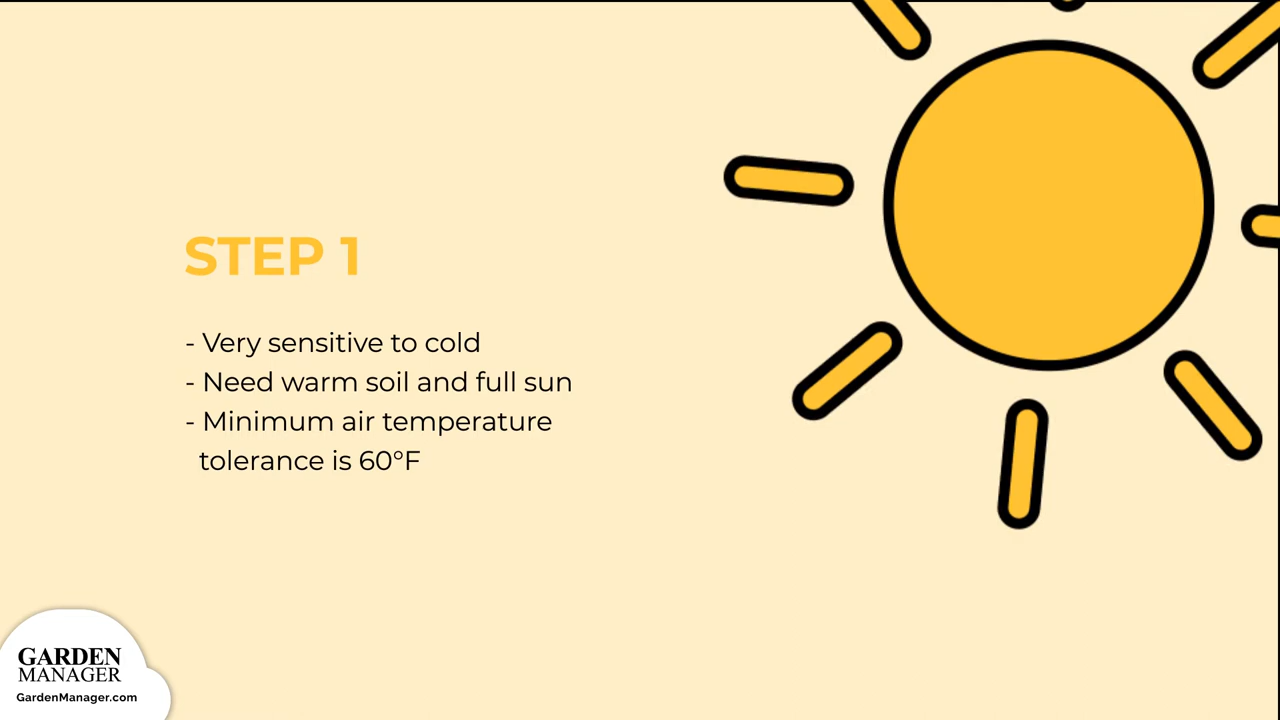 STEP 1
- Very sensitive to cold
- Need warm soil and full sun
- Minimum air temperature
tolerance is 60°F
GARDEN
MANAGER
GardenManager.com